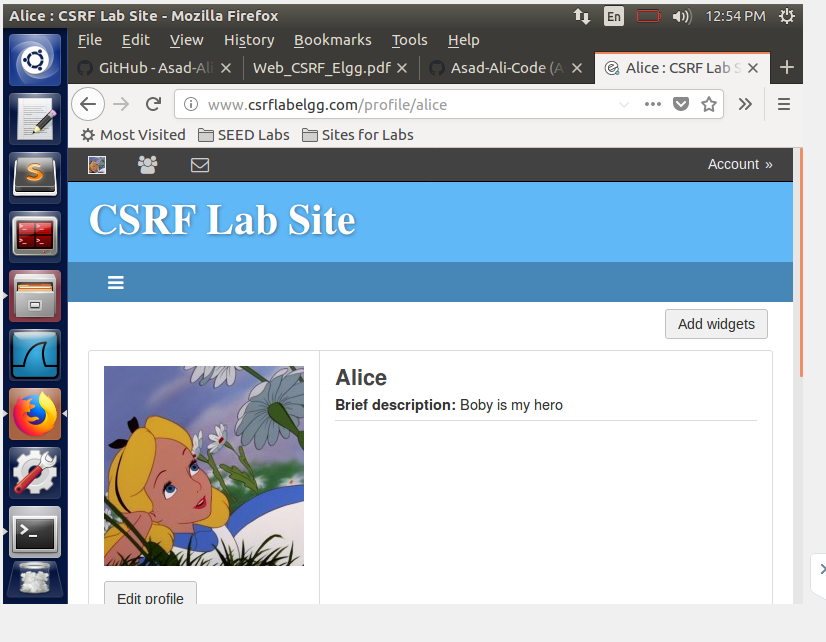 Alice : CSRF Lab Site - Mozilla Firefox
En
12:54 PM
File Edit View History Bookmarks Tools Help
GitHub - Asad-Ali
Web_CSRF_Elgg.pdf
Asad-Ali-Code (A
Alice : CSRF Lab S
www.csrflabelgg.com/profile/alice
Most Visited
SEED Labs
Sites for Labs
Account »
CSRF Lab Site
Add widgets
Alice
Brief description: Boby is my hero
Edit profile